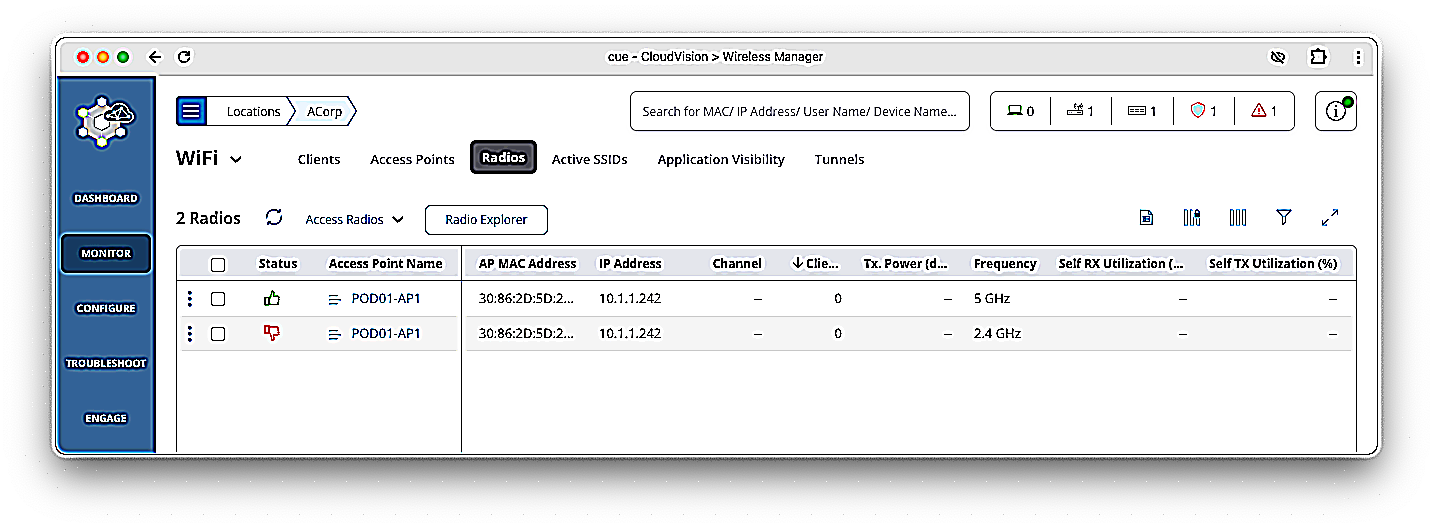 cue – CloudVision > Wireless Manager
Locations ACorp
Search for MAC/ IP Address/ User Name/ Device Name...
0 1 1 1 1
WiFi Clients Access Points Radios Active SSIDs Application Visibility Tunnels
DASHBOARD
MONITOR
CONFIGURE
TROUBLESHOOT
ENGAGE
2 Radios Access Radios Radio Explorer
Status Access Point Name AP MAC Address IP Address Channel Clie... Tx. Power (d... Frequency Self RX Utilization (... Self TX Utilization (%)
POD01-AP1 30:86:2D:5D:2... 10.1.1.242 – 0 – 5 GHz – –
POD01-AP1 30:86:2D:5D:2... 10.1.1.242 – 0 – 2.4 GHz – –